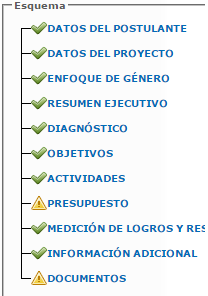 Esquema
DATOS DEL POSTULANTE
DATOS DEL PROYECTO
ENFOQUE DE GÉNERO
RESUMEN EJECUTIVO
DIAGNÓSTICO
OBJETIVOS
ACTIVIDADES
PRESUPUESTO
MEDICIÓN DE LOGROS Y RES
INFORMACIÓN ADICIONAL
DOCUMENTOS